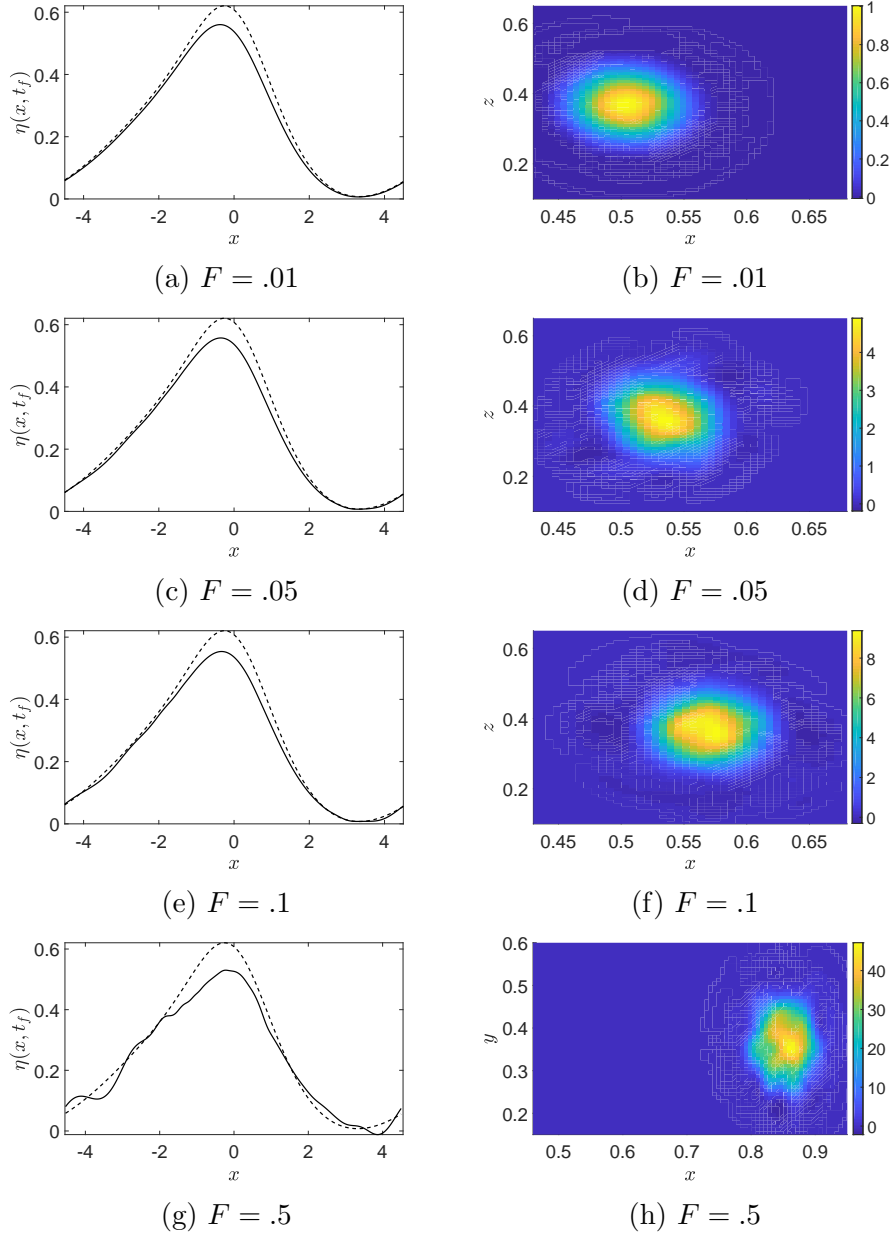 0.6
0.4
0.2
0
η(x, t_f)
-4 -2 0 2 4
x
(a) F = .01
0.6
0.4
0.2
z
0.45 0.5 0.55 0.6 0.65
x
1
0.8
0.6
0.4
0.2
0
(b) F = .01
0.6
0.4
0.2
0
η(x, t_f)
-4 -2 0 2 4
x
(c) F = .05
0.6
0.4
0.2
z
0.45 0.5 0.55 0.6 0.65
x
4
3
2
1
0
(d) F = .05
0.6
0.4
0.2
0
η(x, t_f)
-4 -2 0 2 4
x
(e) F = .1
0.6
0.4
0.2
z
0.45 0.5 0.55 0.6 0.65
x
8
6
4
2
0
(f) F = .1
0.6
0.4
0.2
0
η(x, t_f)
-4 -2 0 2 4
x
(g) F = .5
0.6
0.5
0.4
0.3
0.2
y
0.5 0.6 0.7 0.8 0.9
x
40
30
20
10
0
(h) F = .5